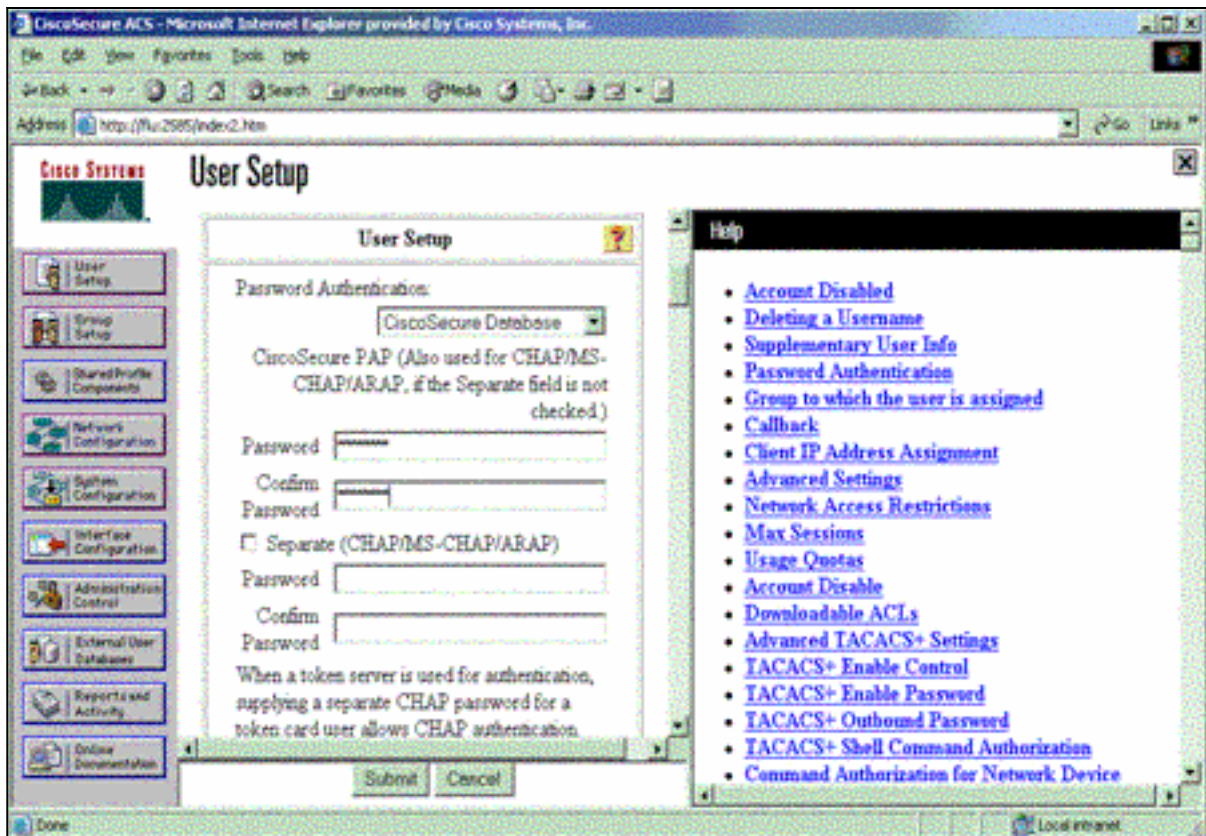 CiscoSecure ACS - Microsoft Internet Explorer provided by Cisco Systems, Inc.
File Edit View Favorites Tools Help
Back Search Favorites Media
Address http://flu:2585/index2.htm Go Links »
CISCO SYSTEMS
User Setup
User Setup
Group Setup
Shared Profile Components
Network Configuration
System Configuration
Interface Configuration
Administration Control
External User Databases
Reports and Activity
Online Documentation
User Setup
Password Authentication:
CiscoSecure Database
CiscoSecure PAP (Also used for CHAP/MS-
CHAP/ARAP, if the Separate field is not
checked.)
Password ********
Confirm
Password ********
Separate (CHAP/MS-CHAP/ARAP)
Password
Confirm
Password
When a token server is used for authentication,
supplying a separate CHAP password for a
token card user allows CHAP authentication.
Submit Cancel
Help
Account Disabled
Deleting a Username
Supplementary User Info
Password Authentication
Group to which the user is assigned
Callback
Client IP Address Assignment
Advanced Settings
Network Access Restrictions
Max Sessions
Usage Quotas
Account Disable
Downloadable ACLs
Advanced TACACS+ Settings
TACACS+ Enable Control
TACACS+ Enable Password
TACACS+ Outbound Password
TACACS+ Shell Command Authorization
Command Authorization for Network Device
Done
Local intranet